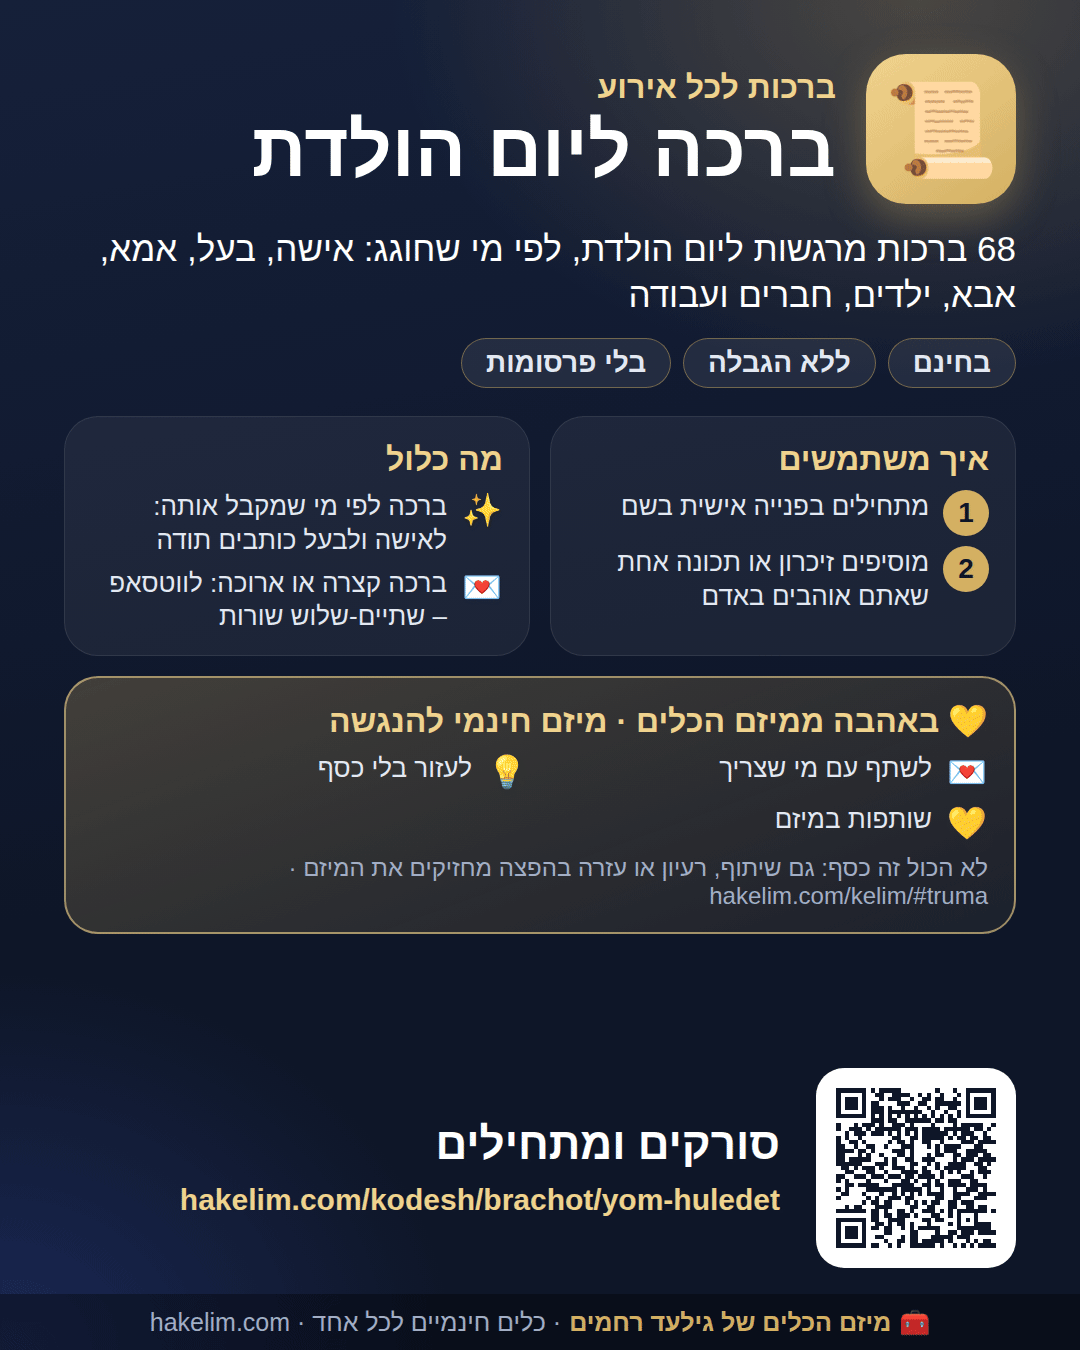 ברכות לכל אירוע
ברכה ליום הולדת
68 ברכות מרגשות ליום הולדת, לפי מי שחוגג: אישה, בעל, אמא,
אבא, ילדים, חברים ועבודה
בחינם
ללא הגבלה
בלי פרסומות
איך משתמשים
1 מתחילים בפנייה אישית בשם
2 מוסיפים זיכרון או תכונה אחת
שאתם אוהבים באדם
מה כלול
ברכה לפי מי שמקבל אותה:
לאישה ולבעל כותבים תודה
ברכה קצרה או ארוכה: לווטסאפ
– שתיים-שלוש שורות
באהבה ממיזם הכלים · מיזם חינמי להנגשה
לשתף עם מי שצריך
לעזור בלי כסף
שותפות במיזם
לא הכול זה כסף: גם שיתוף, רעיון או עזרה בהפצה מחזיקים את המיזם ·
hakelim.com/kelim/#truma
סורקים ומתחילים
hakelim.com/kodesh/brachot/yom-huledet
מיזם הכלים של גילעד רחמים · כלים חינמיים לכל אחד · hakelim.com